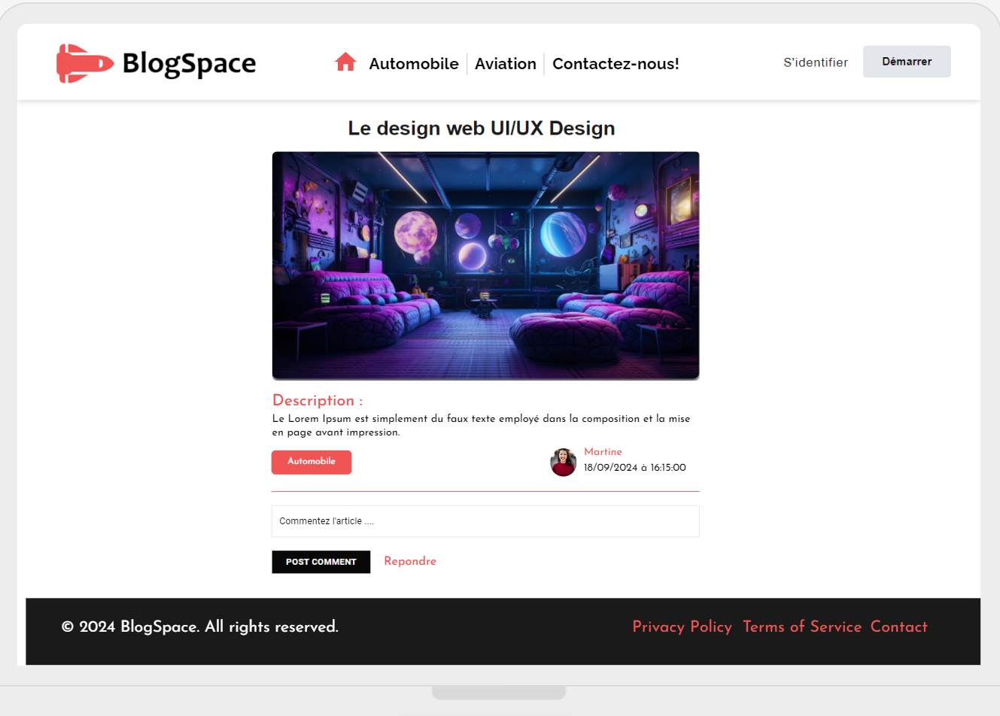 BlogSpace
Automobile
Aviation
Contactez-nous!
S'identifier
Démarrer
Le design web UI/UX Design
Description :
Le Lorem Ipsum est simplement du faux texte employé dans la composition et la mise
en page avant impression.
Automobile
Martine
18/09/2024 à 16:15:00
Commentez l'article ....
POST COMMENT
Repondre
© 2024 BlogSpace. All rights reserved.
Privacy Policy
Terms of Service
Contact